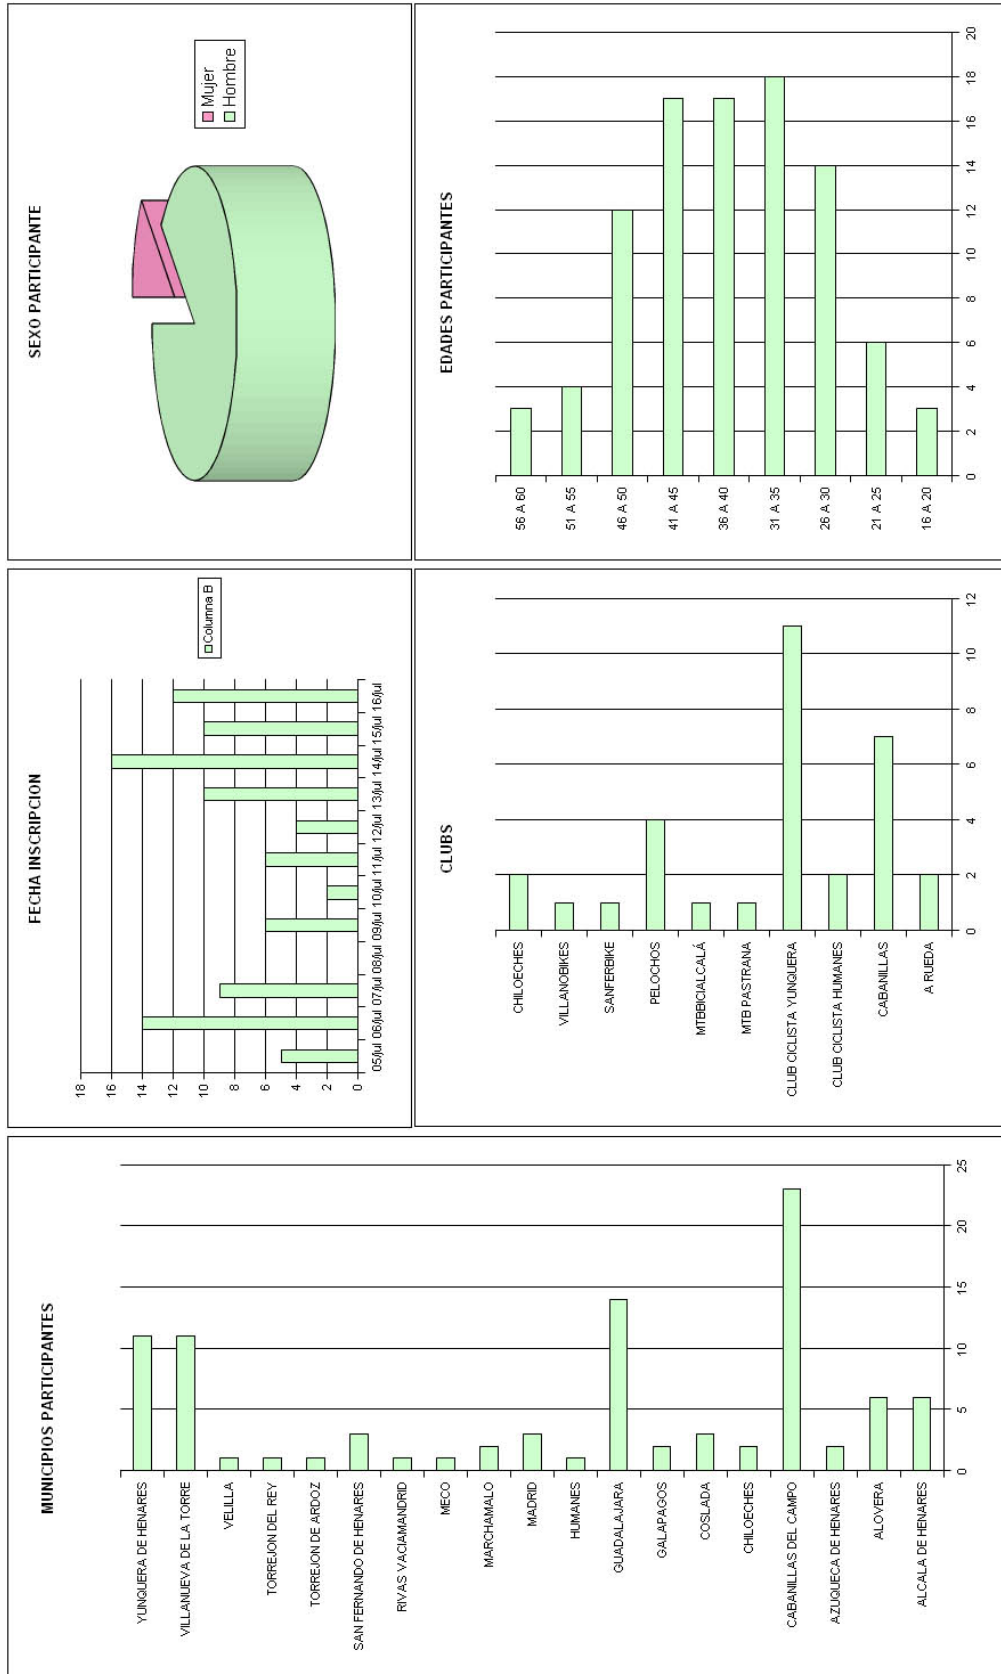 MUNICIPIOS PARTICIPANTES
YUNQUERA DE HENARES
VILLANUEVA DE LA TORRE
VELILLA
TORREJON DEL REY
TORREJON DE ARDOZ
SAN FERNANDO DE HENARES
RIVAS VACIAMANDRID
MECO
MARCHAMALO
MADRID
HUMANES
GUADALAJARA
GALAPAGOS
COSLADA
CHILOECHES
CABANILLAS DEL CAMPO
AZUQUECA DE HENARES
ALOVERA
ALCALA DE HENARES
0 5 10 15 20 25
FECHA INSCRIPCION
18
16
14
12
10
8
6
4
2
0
05/jul 06/jul 07/jul 08/jul 09/jul 10/jul 11/jul 12/jul 13/jul 14/jul 15/jul 16/jul
Columna B
SEXO PARTICIPANTE
Mujer
Hombre
CLUBS
CHILOECHES
VILLANOBIKES
SANFERBIKE
PELOCHOS
MTBBICIALCALÁ
MTB PASTRANA
CLUB CICLISTA YUNQUERA
CLUB CICLISTA HUMANES
CABANILLAS
A RUEDA
0 2 4 6 8 10 12
EDADES PARTICIPANTES
56 A 60
51 A 55
46 A 50
41 A 45
36 A 40
31 A 35
26 A 30
21 A 25
16 A 20
0 2 4 6 8 10 12 14 16 18 20